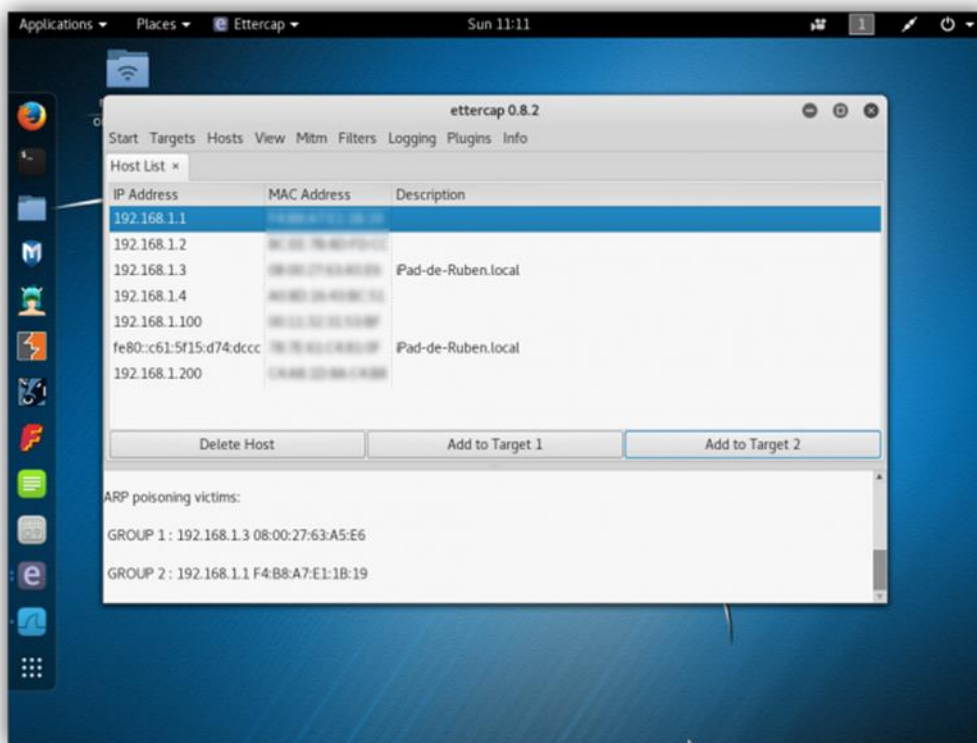 Applications Places Ettercap Sun 11:11 1
ettercap 0.8.2
Start Targets Hosts View Mitm Filters Logging Plugins Info
Host List ×
IP Address MAC Address Description
192.168.1.1
192.168.1.2
192.168.1.3 iPad-de-Ruben.local
192.168.1.4
192.168.1.100
fe80::c61:5f15:d74:dccc iPad-de-Ruben.local
192.168.1.200
Delete Host Add to Target 1 Add to Target 2
ARP poisoning victims:
GROUP 1 : 192.168.1.3 08:00:27:63:A5:E6
GROUP 2 : 192.168.1.1 F4:B8:A7:E1:1B:19